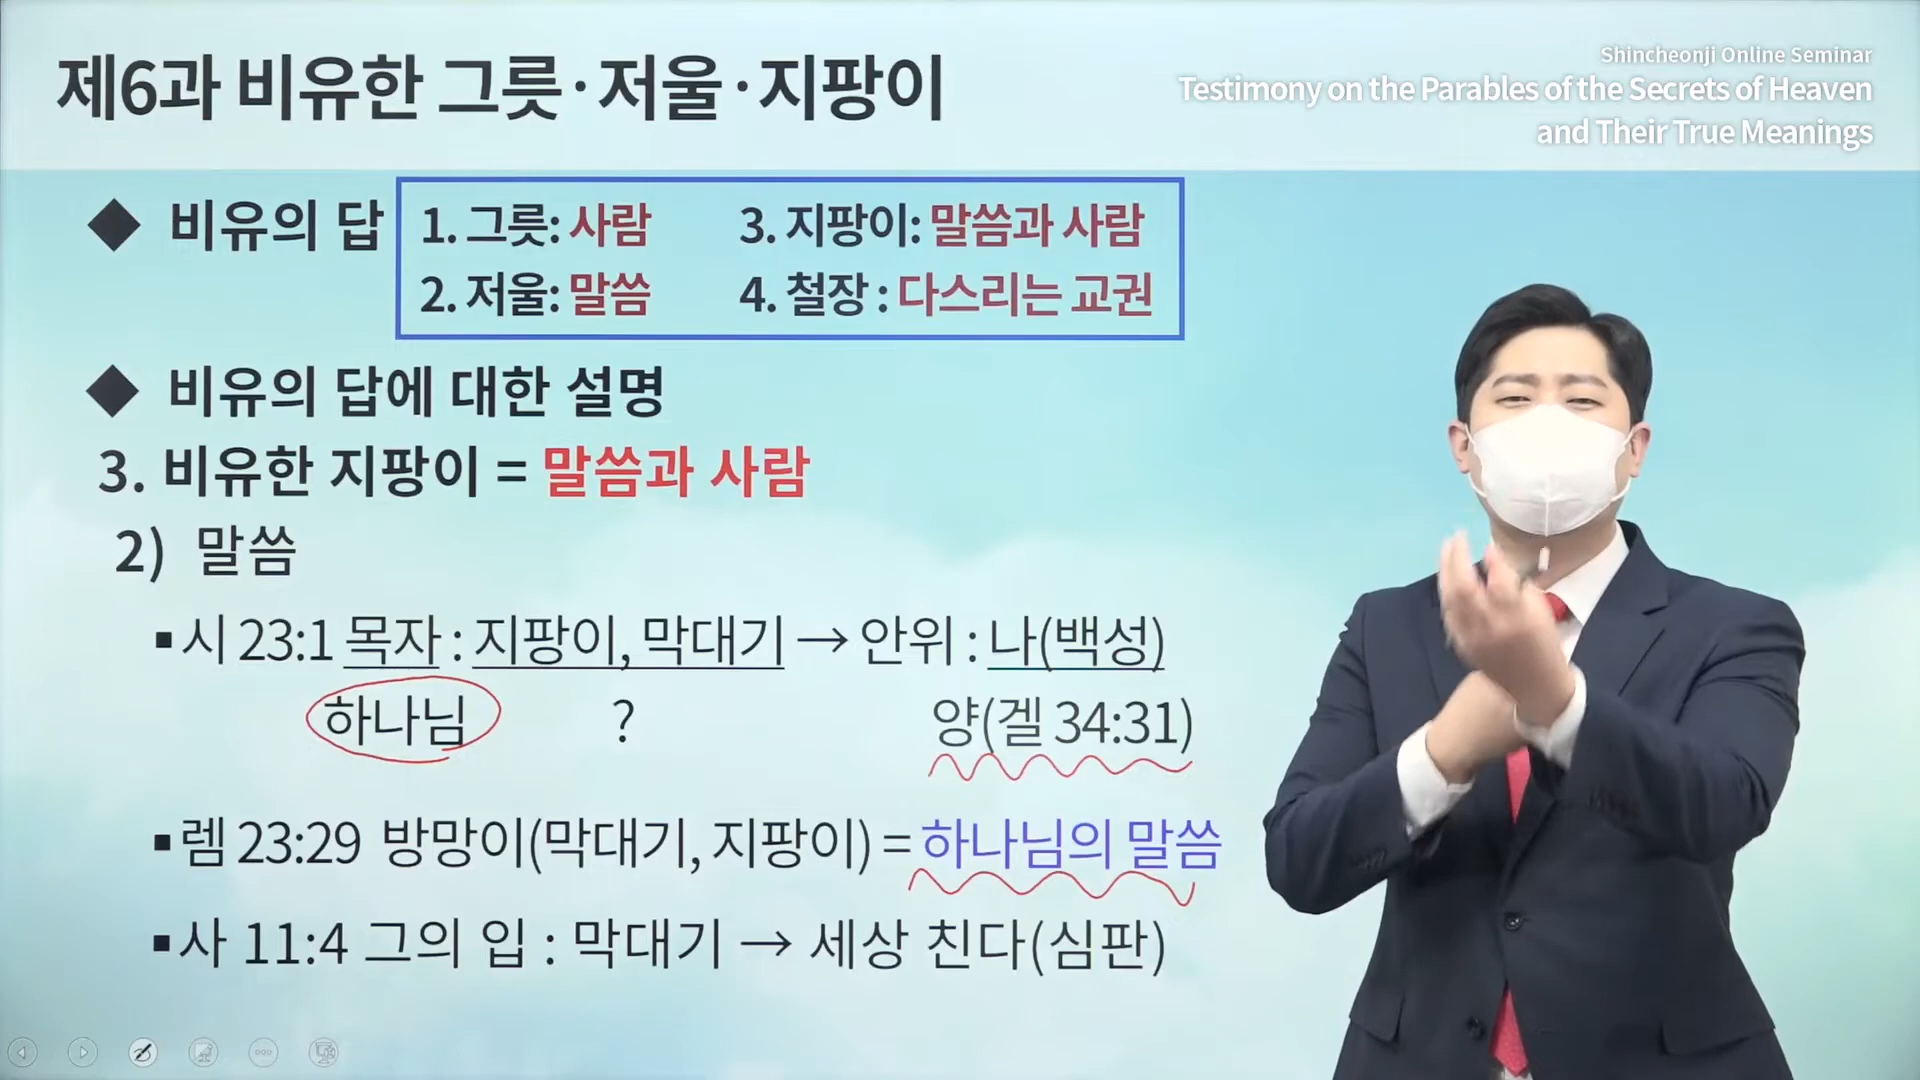 제6과 비유한 그릇·저울·지팡이
Shincheonji Online Seminar
Testimony on the Parables of the Secrets of Heaven
and Their True Meanings
◆ 비유의 답
1. 그릇: 사람 3. 지팡이: 말씀과 사람
2. 저울: 말씀 4. 철장 : 다스리는 교권
◆ 비유의 답에 대한 설명
3. 비유한 지팡이 = 말씀과 사람
2) 말씀
▪시 23:1 목자 : 지팡이, 막대기 → 안위 : 나(백성)
하나님 ? 양(겔 34:31)
▪렘 23:29 방망이(막대기, 지팡이) = 하나님의 말씀
▪사 11:4 그의 입 : 막대기 → 세상 친다(심판)